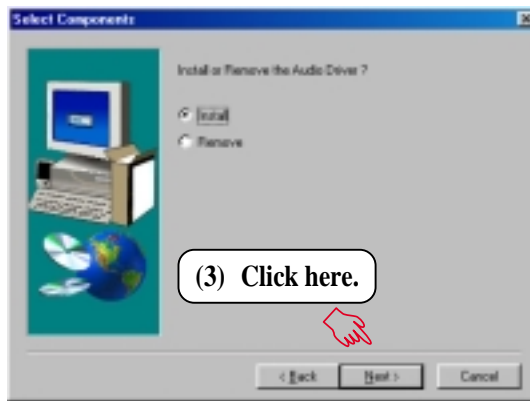 Select Components
Install or Remove the Audio Driver ?
Install
Remove
(3) Click here.
< Back Next > Cancel